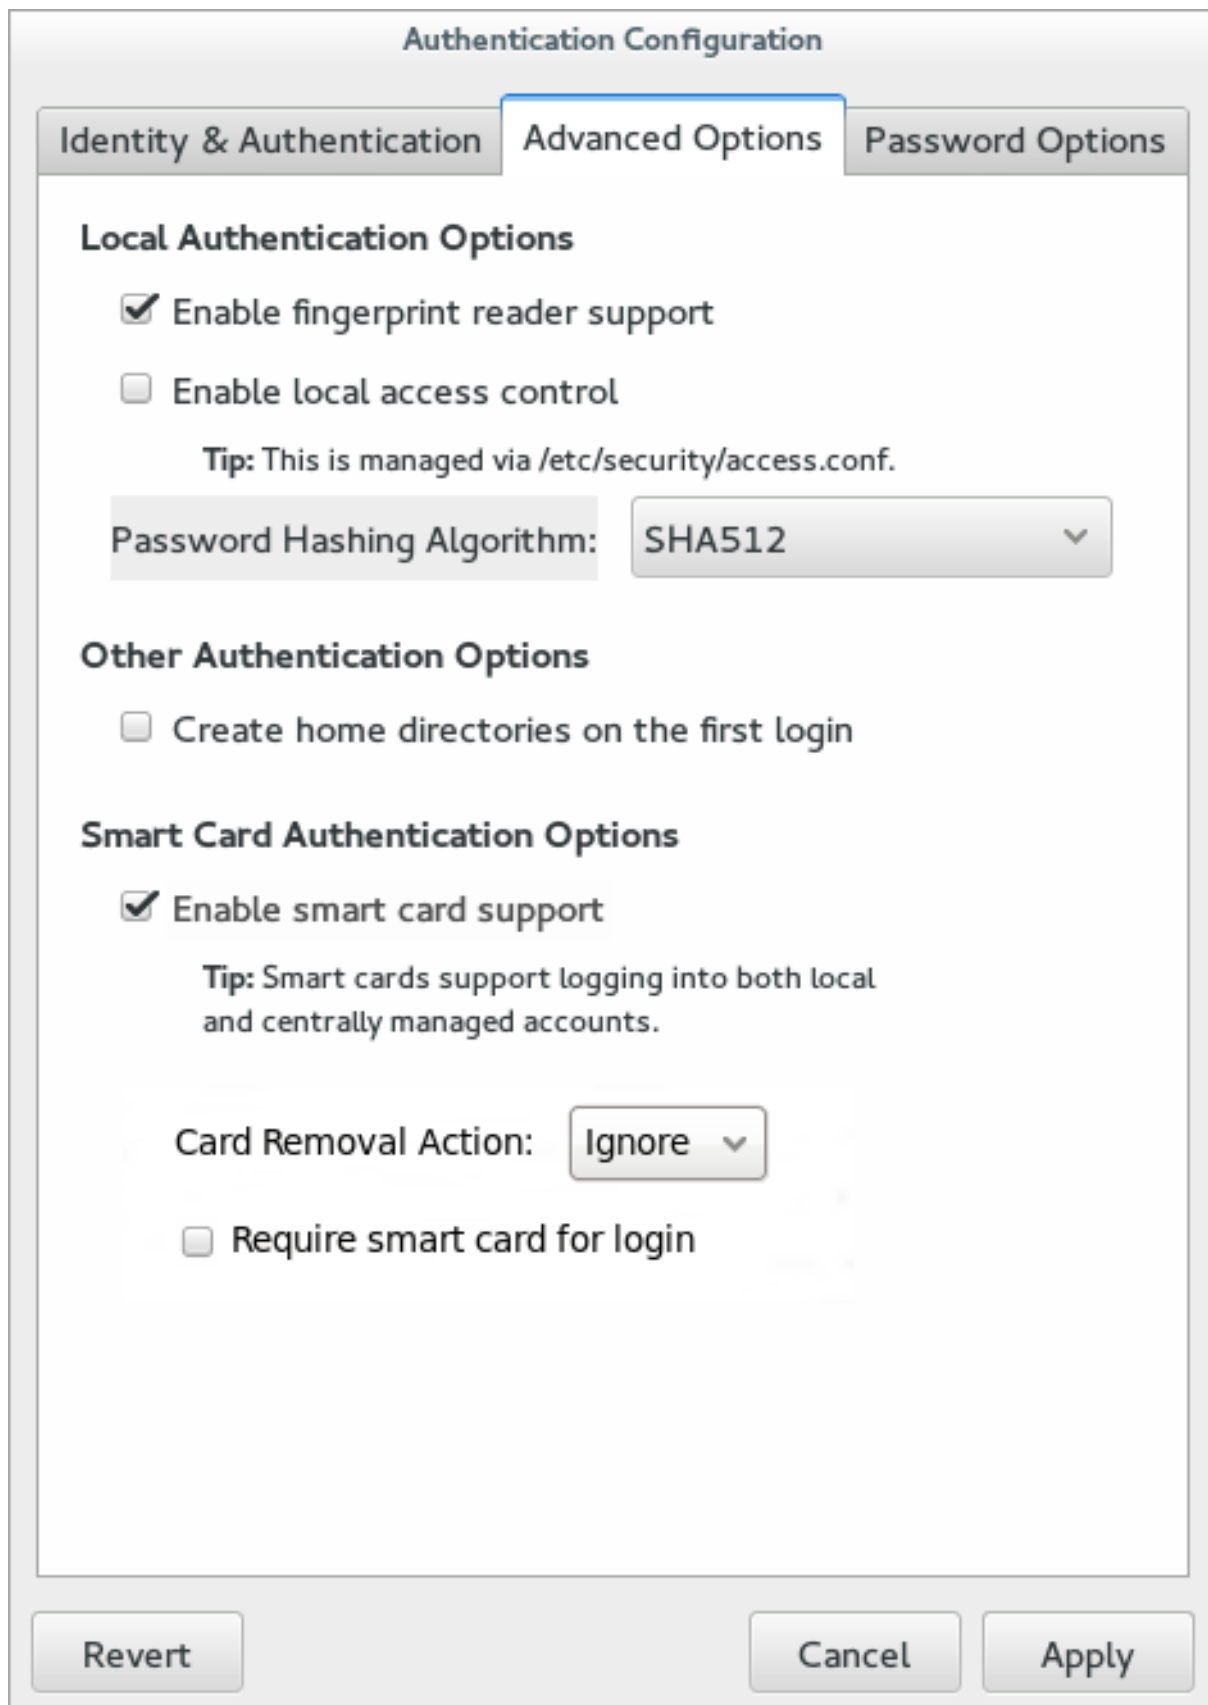 Authentication Configuration
Identity & Authentication
Advanced Options
Password Options
Local Authentication Options
Enable fingerprint reader support
Enable local access control
Tip: This is managed via /etc/security/access.conf.
Password Hashing Algorithm: SHA512
Other Authentication Options
Create home directories on the first login
Smart Card Authentication Options
Enable smart card support
Tip: Smart cards support logging into both local
and centrally managed accounts.
Card Removal Action: Ignore
Require smart card for login
Revert
Cancel
Apply